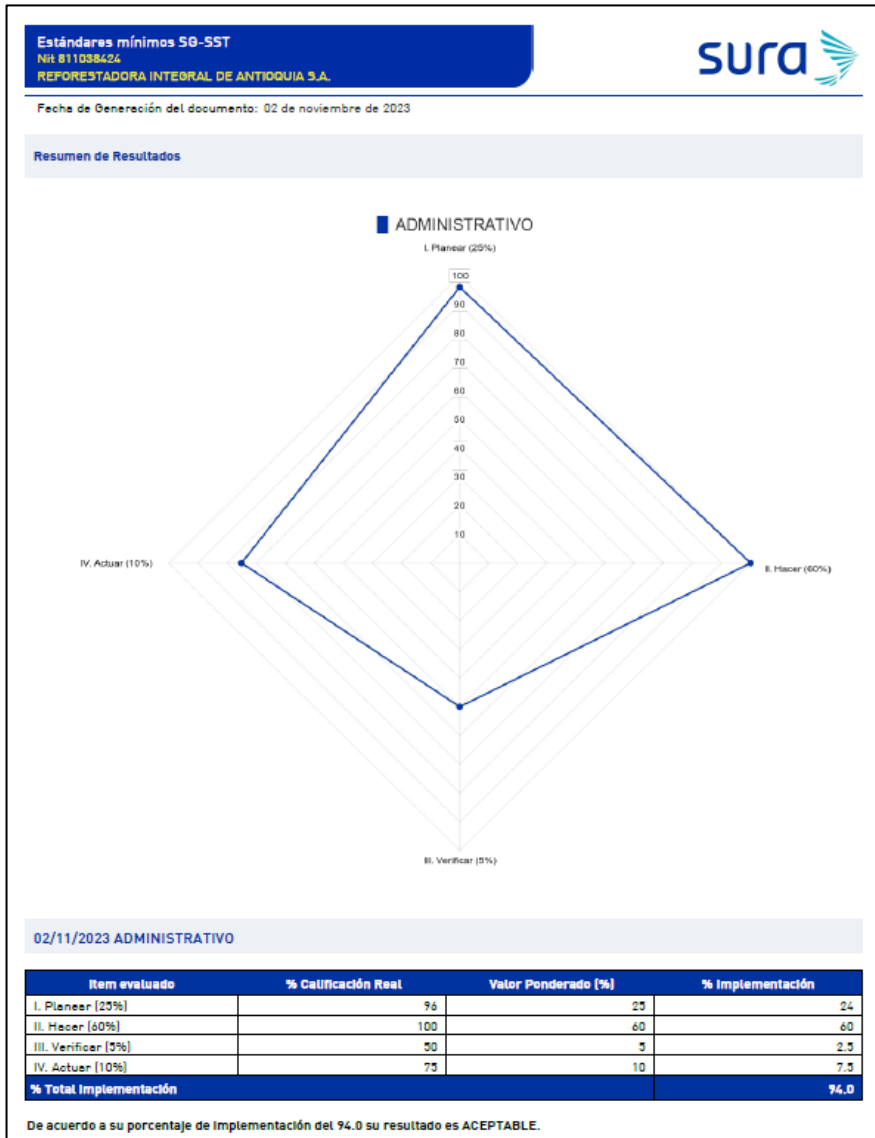 Estándares mínimos SG-SST
Nit 811038424
REFORESTADORA INTEGRAL DE ANTIOQUIA S.A.
sura
Fecha de Generación del documento: 02 de noviembre de 2023
Resumen de Resultados
ADMINISTRATIVO
I. Planear (25%)
100
90
80
70
60
50
40
30
20
10
IV. Actuar (10%)
II. Hacer (60%)
III. Verificar (5%)
02/11/2023 ADMINISTRATIVO
Item evaluado % Calificación Real Valor Ponderado (%) % Implementación
I. Planear (25%) 96 25 24
II. Hacer (60%) 100 60 60
III. Verificar (5%) 50 5 2.5
IV. Actuar (10%) 75 10 7.5
% Total Implementación 94.0
De acuerdo a su porcentaje de Implementación del 94.0 su resultado es ACEPTABLE.